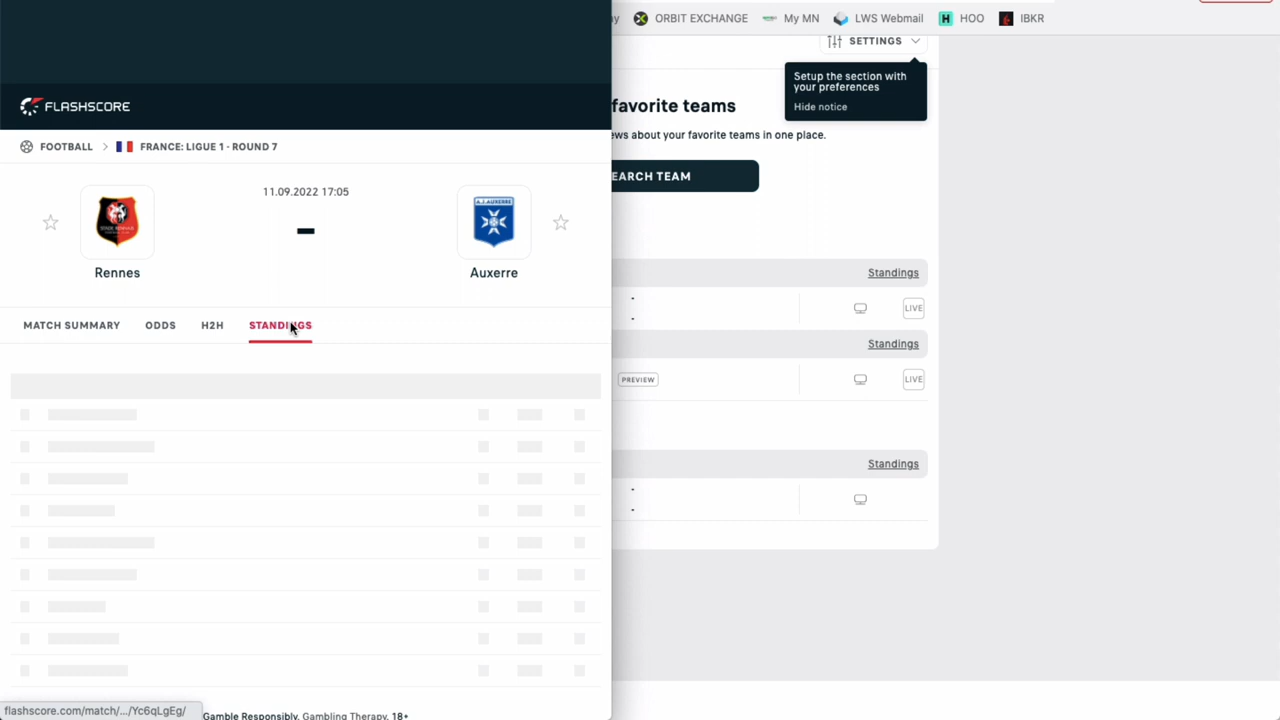 ORBIT EXCHANGE
My MN
LWS Webmail
H
HOO
IBKR
SETTINGS
Setup the section with
your preferences
Hide notice
favorite teams
your favorite teams in one place.
TEAM
Standings
LIVE
Standings
PREVIEW
LIVE
Standings
FLASHSCORE
FOOTBALL > FRANCE: LIGUE 1 - ROUND 7
11.09.2022 17:05
-
A.J. AUXERRE
Rennes
Auxerre
MATCH SUMMARY
ODDS
H2H
STANDINGS
flashscore.com/match/.../Yc6qLgEg/
Gamble Responsibly. Gambling Therapy. 18+